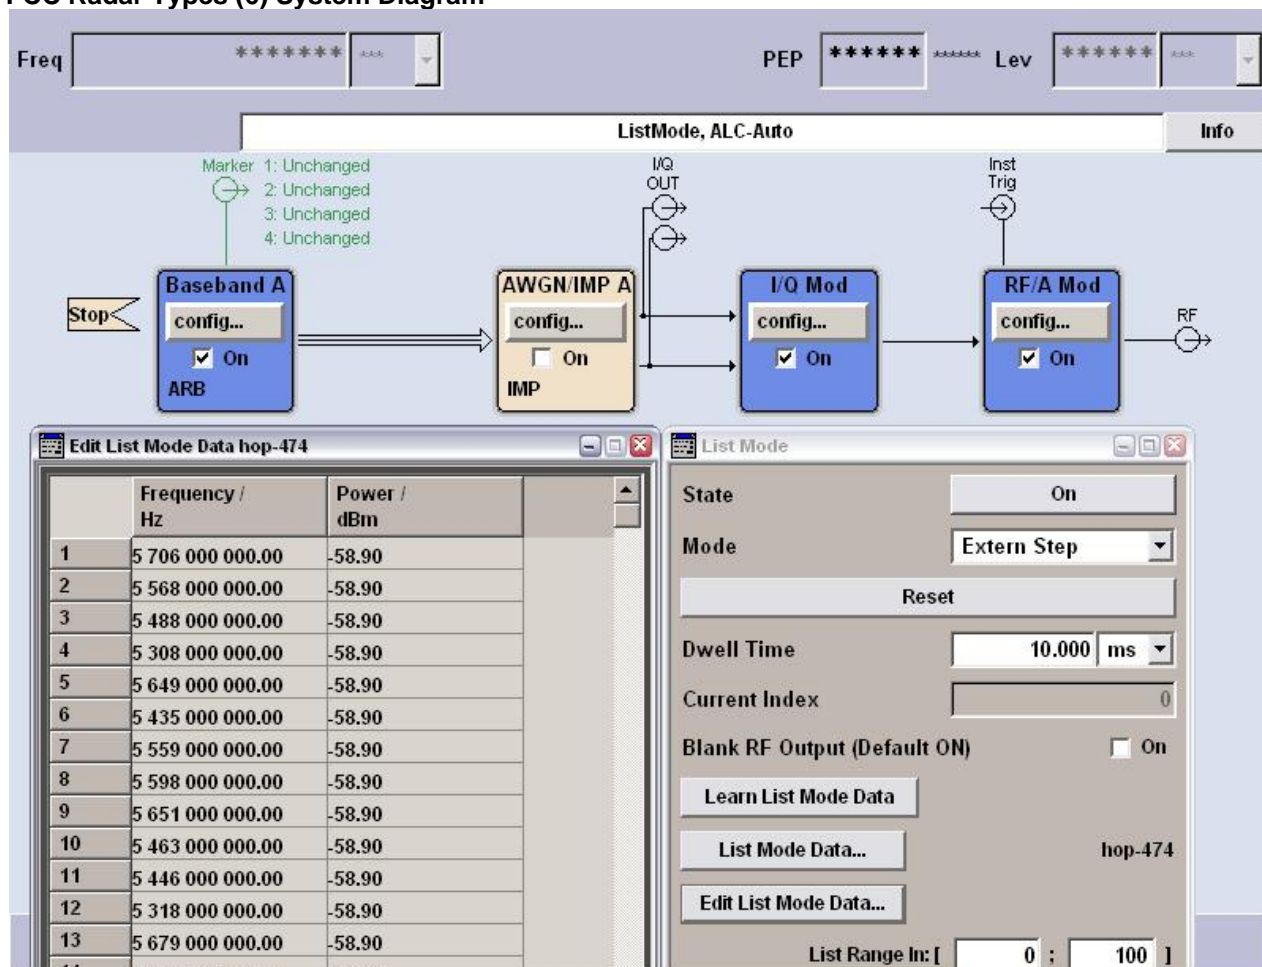 FCC Radar Types (6) System Diagram
Freq ******* *** PEP ****** ****** Lev ****** ***
ListMode, ALC-Auto Info
Marker 1: Unchanged
2: Unchanged
3: Unchanged
4: Unchanged
I/Q
OUT
Inst
Trig
Stop
Baseband A
config...
On
ARB
AWGN/IMP A
config...
On
IMP
I/Q Mod
config...
On
RF/A Mod
config...
On
RF
Edit List Mode Data hop-474
Frequency / Hz Power / dBm
1 5 706 000 000.00 -58.90
2 5 568 000 000.00 -58.90
3 5 488 000 000.00 -58.90
4 5 308 000 000.00 -58.90
5 5 649 000 000.00 -58.90
6 5 435 000 000.00 -58.90
7 5 559 000 000.00 -58.90
8 5 598 000 000.00 -58.90
9 5 651 000 000.00 -58.90
10 5 463 000 000.00 -58.90
11 5 446 000 000.00 -58.90
12 5 318 000 000.00 -58.90
13 5 679 000 000.00 -58.90
List Mode
State On
Mode Extern Step
Reset
Dwell Time 10.000 ms
Current Index 0
Blank RF Output (Default ON) On
Learn List Mode Data
List Mode Data... hop-474
Edit List Mode Data...
List Range In: [ 0 ; 100 ]